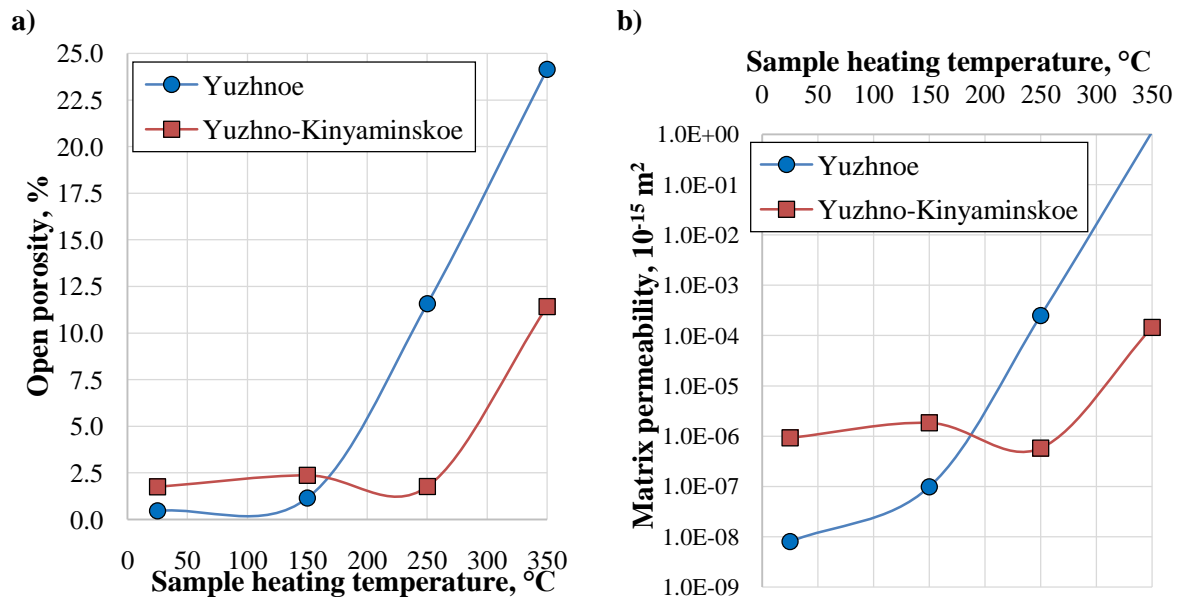 a)
25.0
22.5
20.0
17.5
15.0
12.5
10.0
7.5
5.0
2.5
0.0
Open porosity, %
Yuzhnoe
Yuzhno-Kinyaminskoe
0 50 100 150 200 250 300 350
Sample heating temperature, °C
b)
Sample heating temperature, °C
0 50 100 150 200 250 300 350
1.0E+00
1.0E-01
1.0E-02
1.0E-03
1.0E-04
1.0E-05
1.0E-06
1.0E-07
1.0E-08
1.0E-09
Matrix permeability, 10⁻¹⁵ m²
Yuzhnoe
Yuzhno-Kinyaminskoe